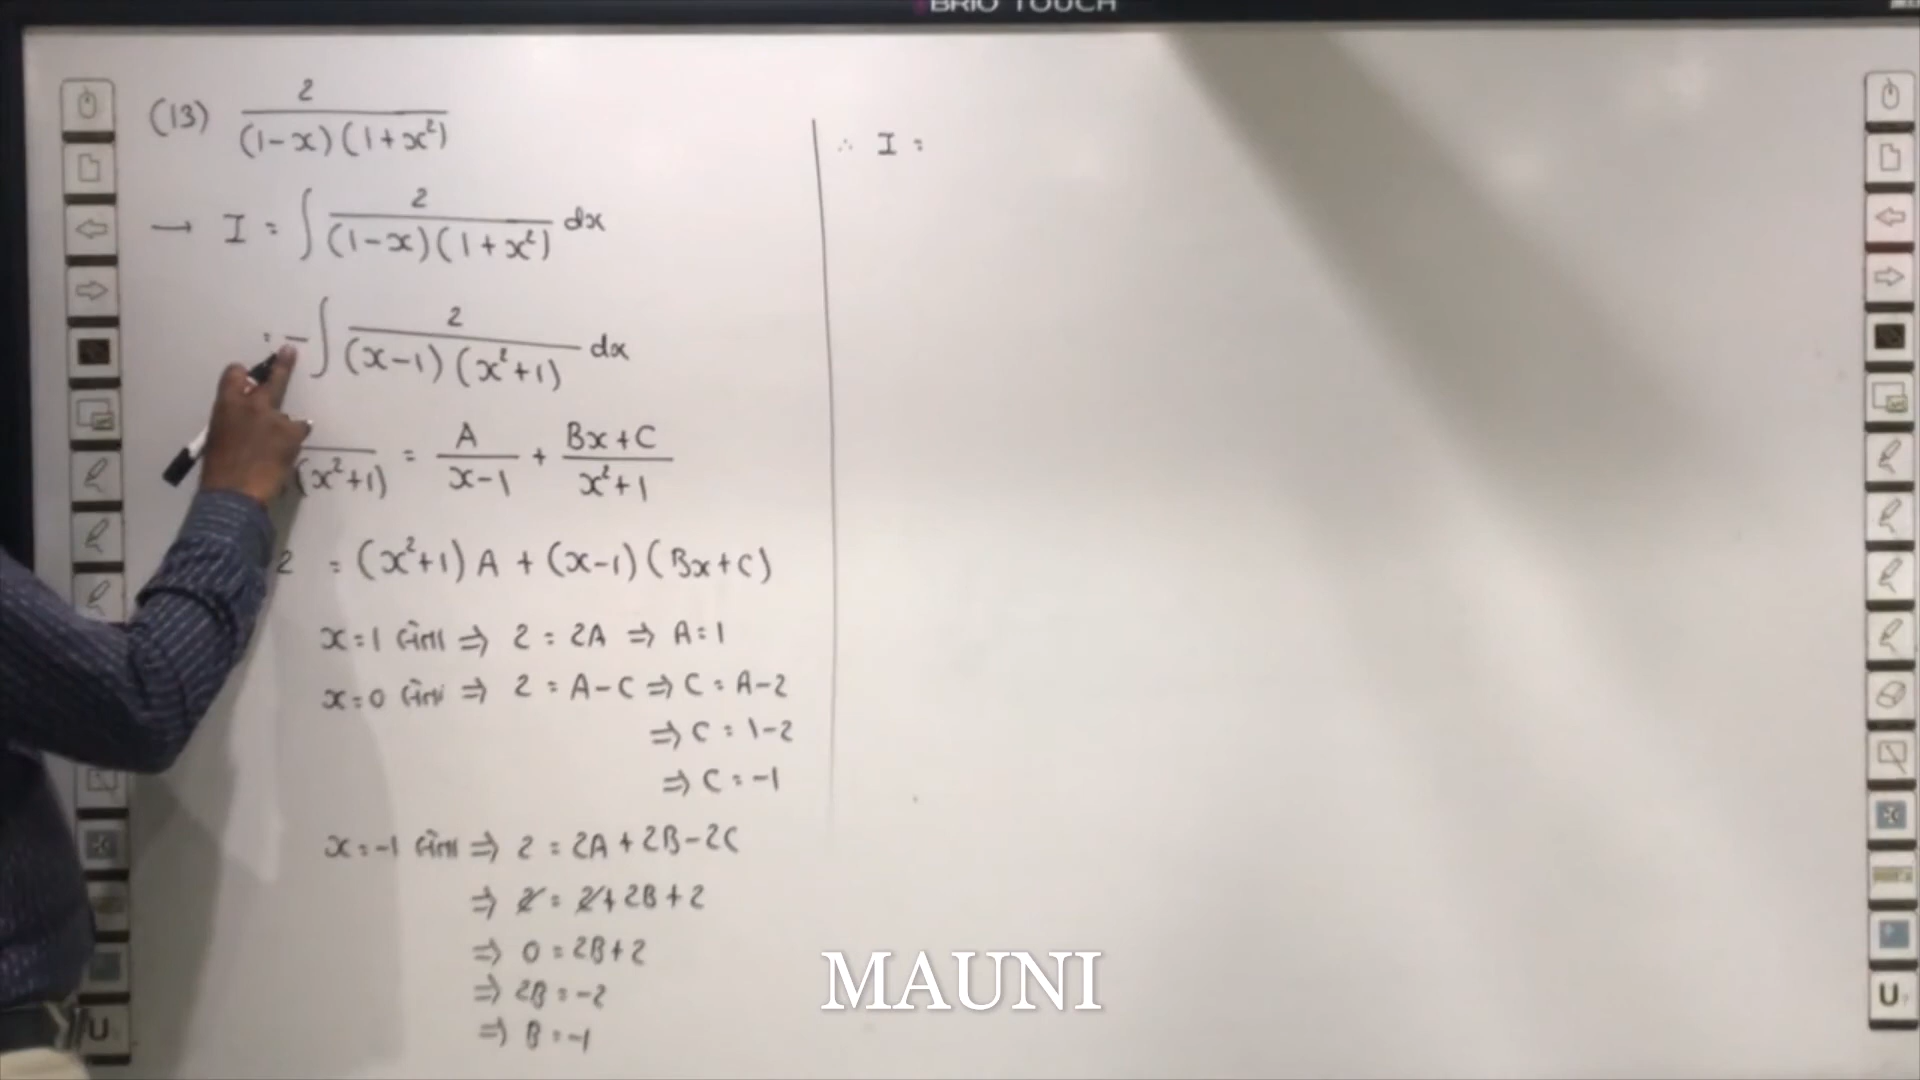 BRIO TOUCH
(13) 2/((1-x)(1+x²))
→ I = ∫ 2/((1-x)(1+x²)) dx
= -∫ 2/((x-1)(x²+1)) dx
(x²+1) = A/(x-1) + (Bx+C)/(x²+1)
2 = (x²+1)A + (x-1)(Bx+C)
x=1 લેતાં ⇒ 2 = 2A ⇒ A=1
x=0 લેતાં ⇒ 2 = A-C ⇒ C = A-2
⇒ C = 1-2
⇒ C = -1
x=-1 લેતાં ⇒ 2 = 2A+2B-2C
⇒ 2 = 2+2B+2
⇒ 0 = 2B+2
⇒ 2B = -2
⇒ B = -1
∴ I =
MAUNI
U
U